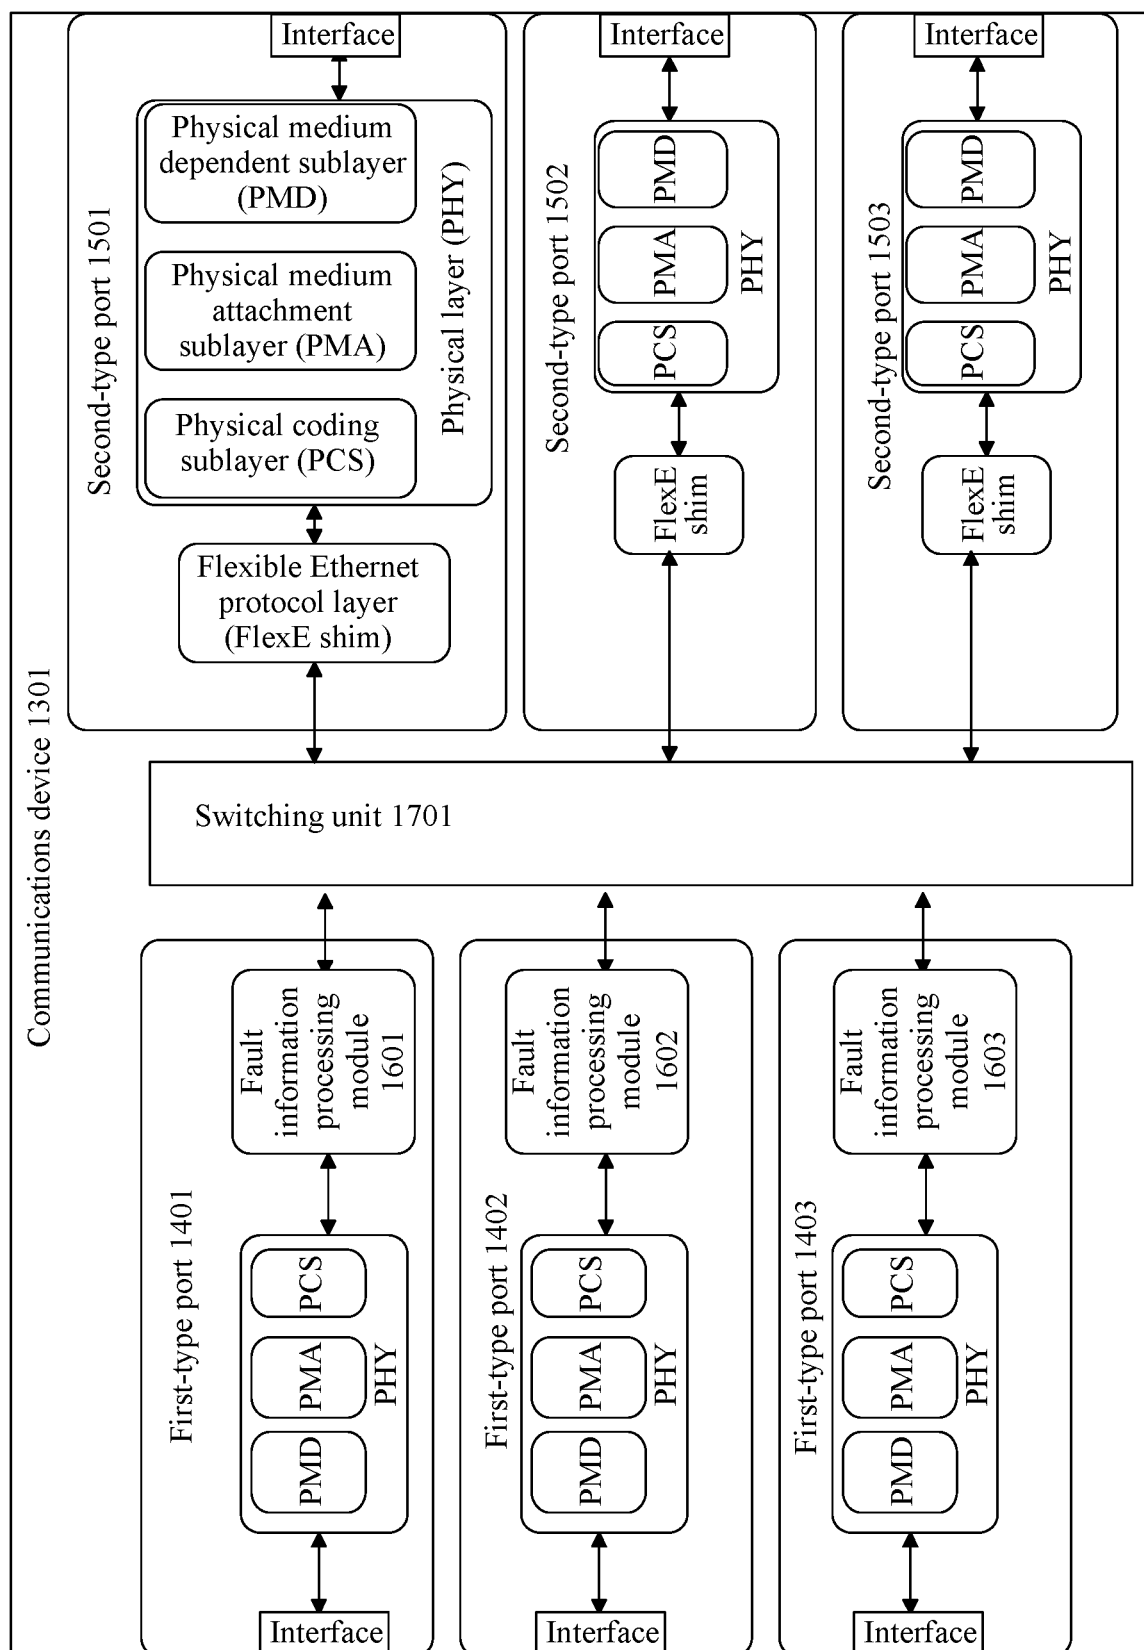 Communications device 1301
Second-type port 1501
Interface
Physical medium
dependent sublayer
(PMD)
Physical medium
attachment
sublayer (PMA)
Physical coding
sublayer (PCS)
Physical layer (PHY)
Flexible Ethernet
protocol layer
(FlexE shim)
Second-type port 1502
Interface
PMD
PMA
PCS
PHY
FlexE
shim
Second-type port 1503
Interface
PMD
PMA
PCS
PHY
FlexE
shim
Switching unit 1701
First-type port 1401
Fault
information
processing
module
1601
PCS
PMA
PMD
PHY
Interface
First-type port 1402
Fault
information
processing
module
1602
PCS
PMA
PMD
PHY
Interface
First-type port 1403
Fault
information
processing
module
1603
PCS
PMA
PMD
PHY
Interface